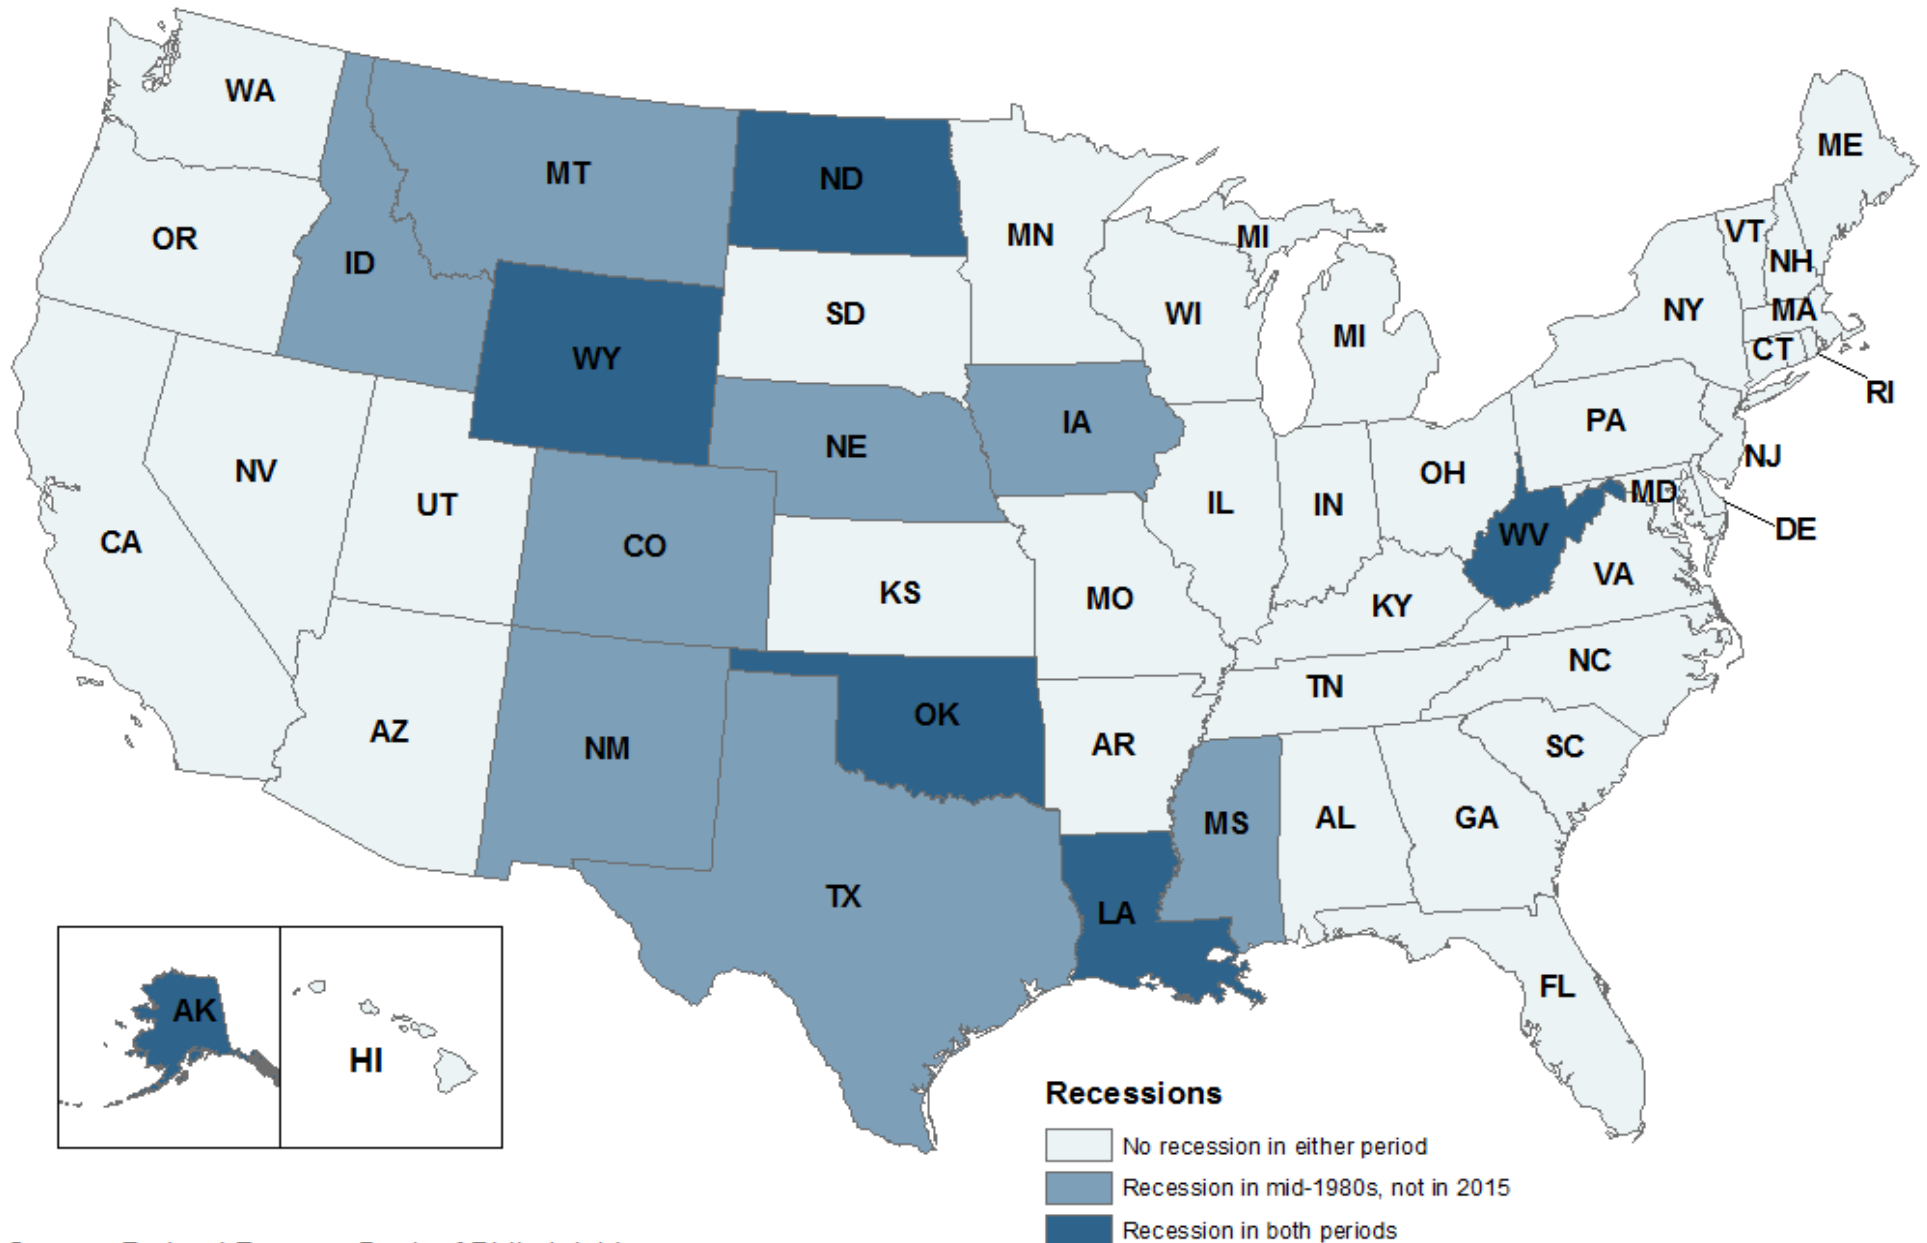 WA
ME
MT
ND
VT
OR
MN
MI
ID
NH
NY
MA
SD
WI
MI
CT
WY
RI
IA
PA
NE
NJ
NV
OH
MD
UT
IL
IN
DE
WV
CA
CO
VA
KS
MO
KY
NC
TN
OK
AZ
NM
AR
SC
MS
AL
GA
TX
LA
FL
AK
HI
Recessions
No recession in either period
Recession in mid-1980s, not in 2015
Recession in both periods